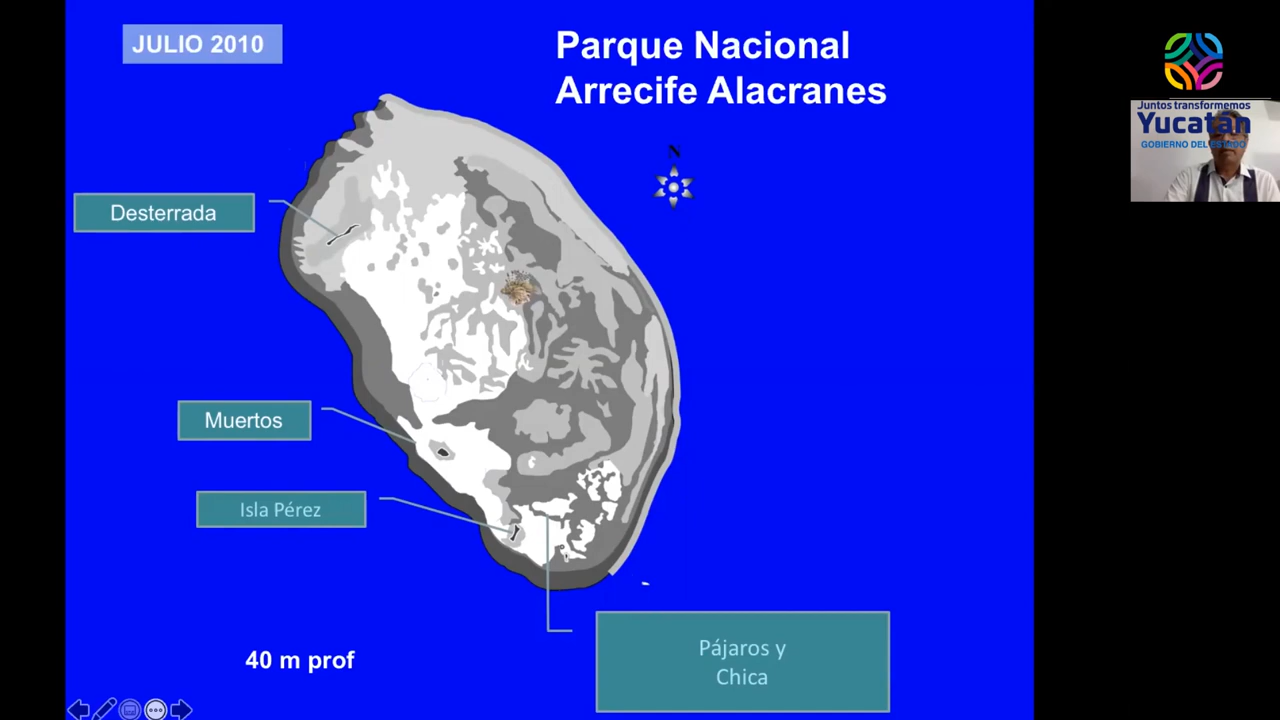 JULIO 2010
Parque Nacional
Arrecife Alacranes
N
Desterrada
Muertos
Isla Pérez
Pájaros y
Chica
40 m prof
Juntos transformemos
Yucatán
GOBIERNO DEL ESTADO